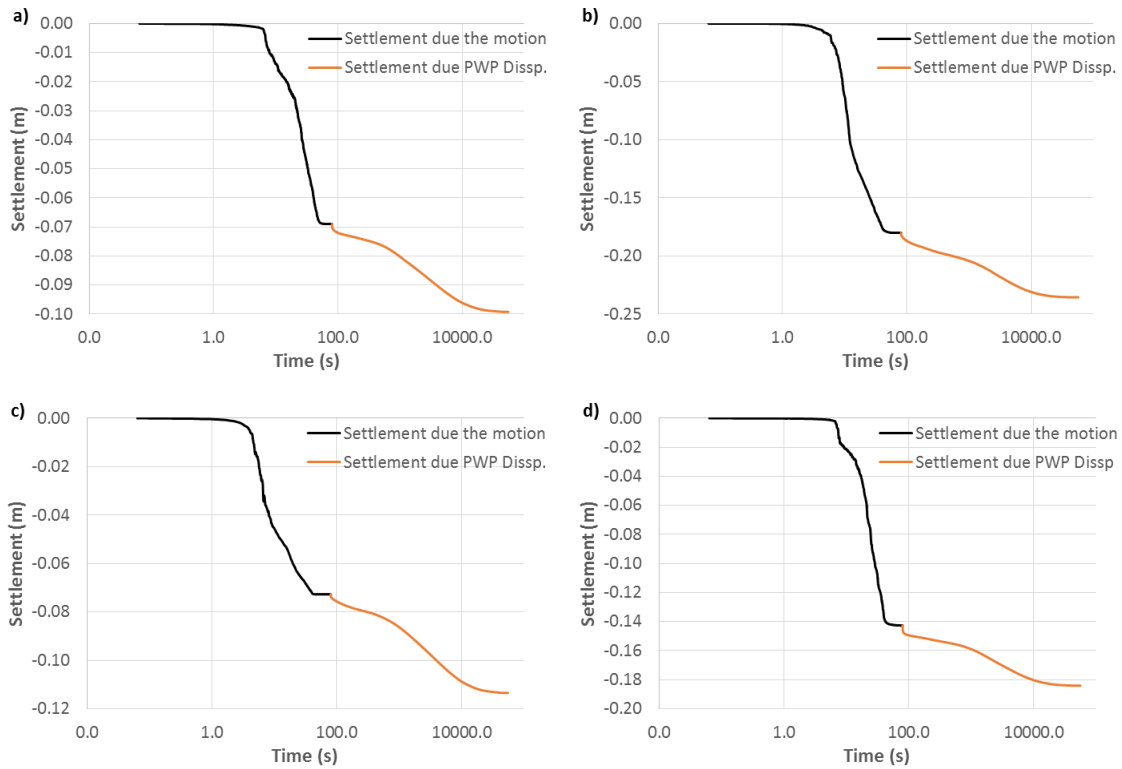 a)
0.00
-0.01
-0.02
-0.03
-0.04
-0.05
-0.06
-0.07
-0.08
-0.09
-0.10
Settlement (m)
Settlement due the motion
Settlement due PWP Dissp.
0.0 1.0 100.0 10000.0
Time (s)
b)
0.00
-0.05
-0.10
-0.15
-0.20
-0.25
Settlement (m)
Settlement due the motion
Settlement due PWP Dissp.
0.0 1.0 100.0 10000.0
Time (s)
c)
0.00
-0.02
-0.04
-0.06
-0.08
-0.10
-0.12
Settlement (m)
Settlement due the motion
Settlement due PWP Dissp.
0.0 1.0 100.0 10000.0
Time (s)
d)
0.00
-0.02
-0.04
-0.06
-0.08
-0.10
-0.12
-0.14
-0.16
-0.18
-0.20
Settlement (m)
Settlement due the motion
Settlement due PWP Dissp
0.0 1.0 100.0 10000.0
Time (s)